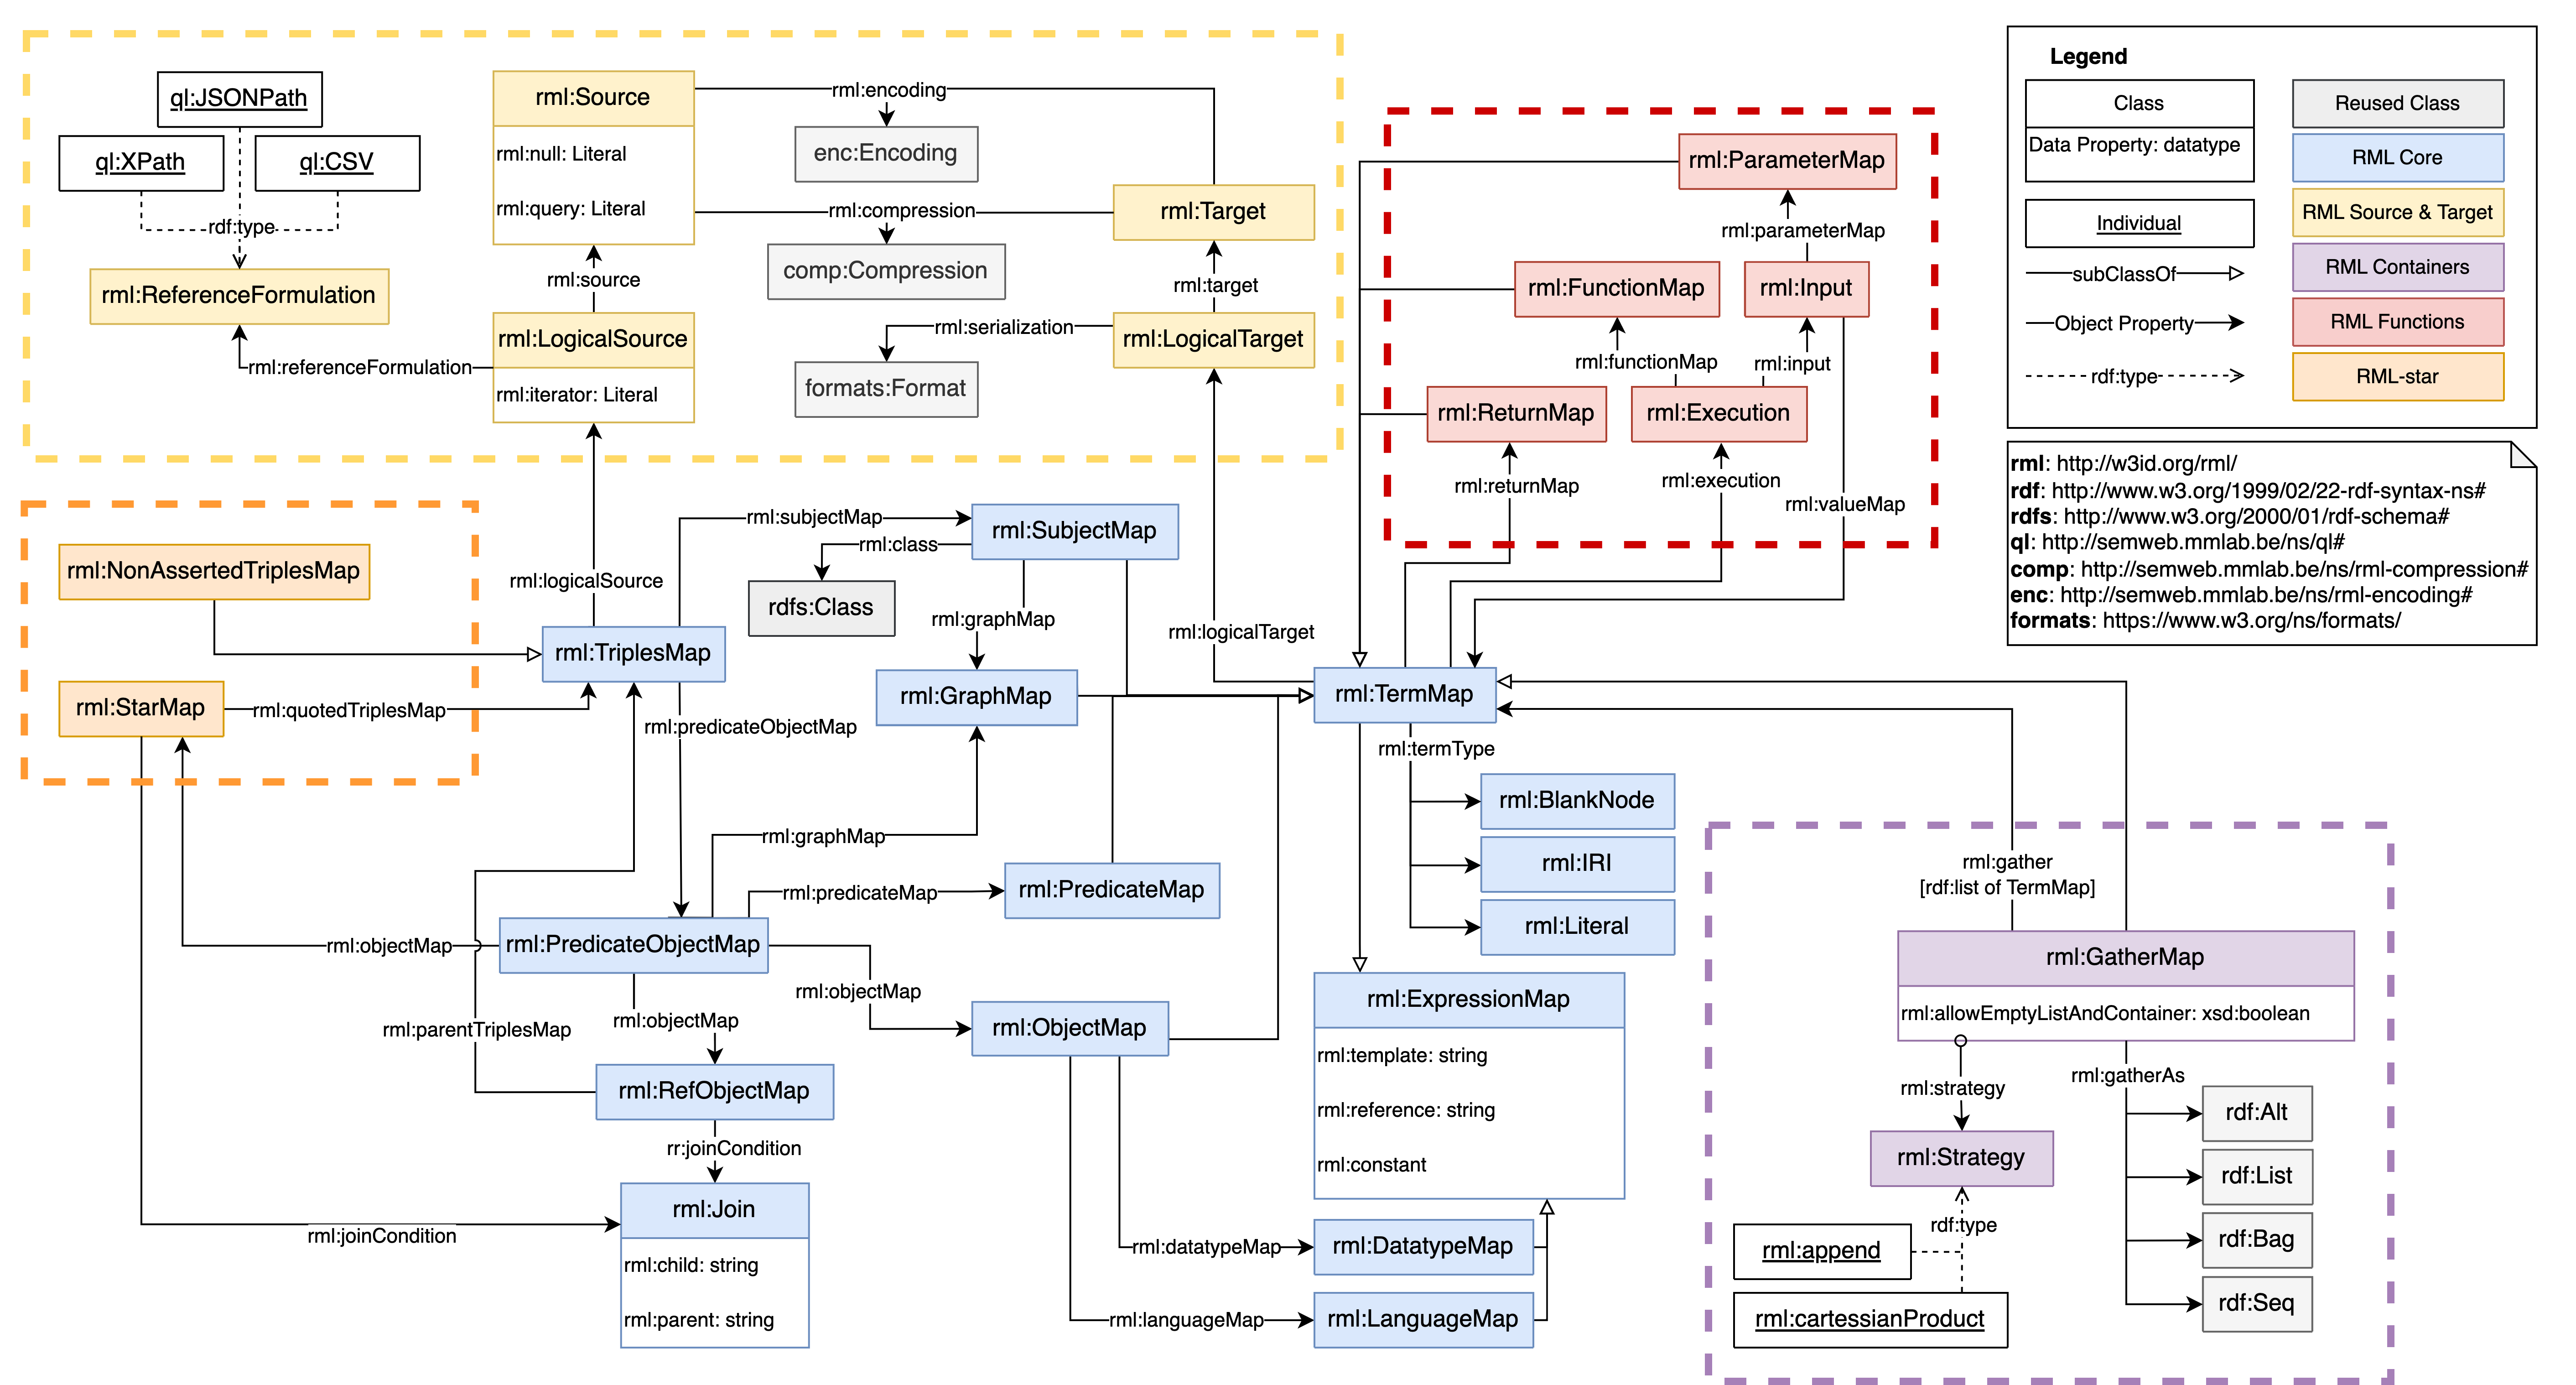 ql:JSONPath
ql:XPath
ql:CSV
rdf:type
rml:ReferenceFormulation
rml:referenceFormulation
rml:Source
rml:null: Literal
rml:query: Literal
rml:source
rml:LogicalSource
rml:iterator: Literal
rml:encoding
enc:Encoding
rml:compression
comp:Compression
rml:serialization
formats:Format
rml:Target
rml:target
rml:LogicalTarget
rml:ParameterMap
rml:parameterMap
rml:FunctionMap
rml:Input
rml:functionMap
rml:input
rml:ReturnMap
rml:Execution
rml:returnMap
rml:execution
rml:valueMap
Legend
Class
Data Property: datatype
Individual
subClassOf
Object Property
rdf:type
Reused Class
RML Core
RML Source & Target
RML Containers
RML Functions
RML-star
rml: http://w3id.org/rml/
rdf: http://www.w3.org/1999/02/22-rdf-syntax-ns#
rdfs: http://www.w3.org/2000/01/rdf-schema#
ql: http://semweb.mmlab.be/ns/ql#
comp: http://semweb.mmlab.be/ns/rml-compression#
enc: http://semweb.mmlab.be/ns/rml-encoding#
formats: https://www.w3.org/ns/formats/
rml:NonAssertedTriplesMap
rml:StarMap
rml:quotedTriplesMap
rml:logicalSource
rml:TriplesMap
rml:subjectMap
rml:SubjectMap
rml:class
rdfs:Class
rml:graphMap
rml:GraphMap
rml:logicalTarget
rml:TermMap
rml:predicateObjectMap
rml:termType
rml:BlankNode
rml:IRI
rml:Literal
rml:graphMap
rml:predicateMap
rml:PredicateMap
rml:objectMap
rml:PredicateObjectMap
rml:objectMap
rml:objectMap
rml:parentTriplesMap
rml:ObjectMap
rml:RefObjectMap
rr:joinCondition
rml:Join
rml:child: string
rml:parent: string
rml:joinCondition
rml:ExpressionMap
rml:template: string
rml:reference: string
rml:constant
rml:datatypeMap
rml:DatatypeMap
rml:languageMap
rml:LanguageMap
rml:gather
[rdf:list of TermMap]
rml:GatherMap
rml:allowEmptyListAndContainer: xsd:boolean
rml:strategy
rml:gatherAs
rml:Strategy
rdf:type
rml:append
rml:cartessianProduct
rdf:Alt
rdf:List
rdf:Bag
rdf:Seq